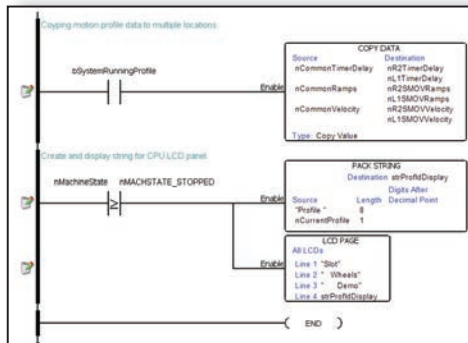 Copying motion profile data to multiple locations.
COPY DATA
Source Destination
bSystemRunningProfile
Enable
nCommonTimerDelay nR2TimerDelay
nL1TimerDelay
nCommonRamps nR2SMOVRamps
nL1SMOVRamps
nCommonVelocity nR2SMOVVelocity
nL1SMOVVelocity
Type: Copy Value
Create and display string for CPU LCD panel.
nMachineState nMACHSTATE_STOPPED
≥
Enable
PACK STRING
Destination strProfIdDisplay
Digits After
Source Length Decimal Point
"Profile " 8
nCurrentProfile 1
Enable
LCD PAGE
All LCDs
Line 1 "Slot"
Line 2 " Wheels"
Line 3 " Demo"
Line 4 strProfIdDisplay
( END )